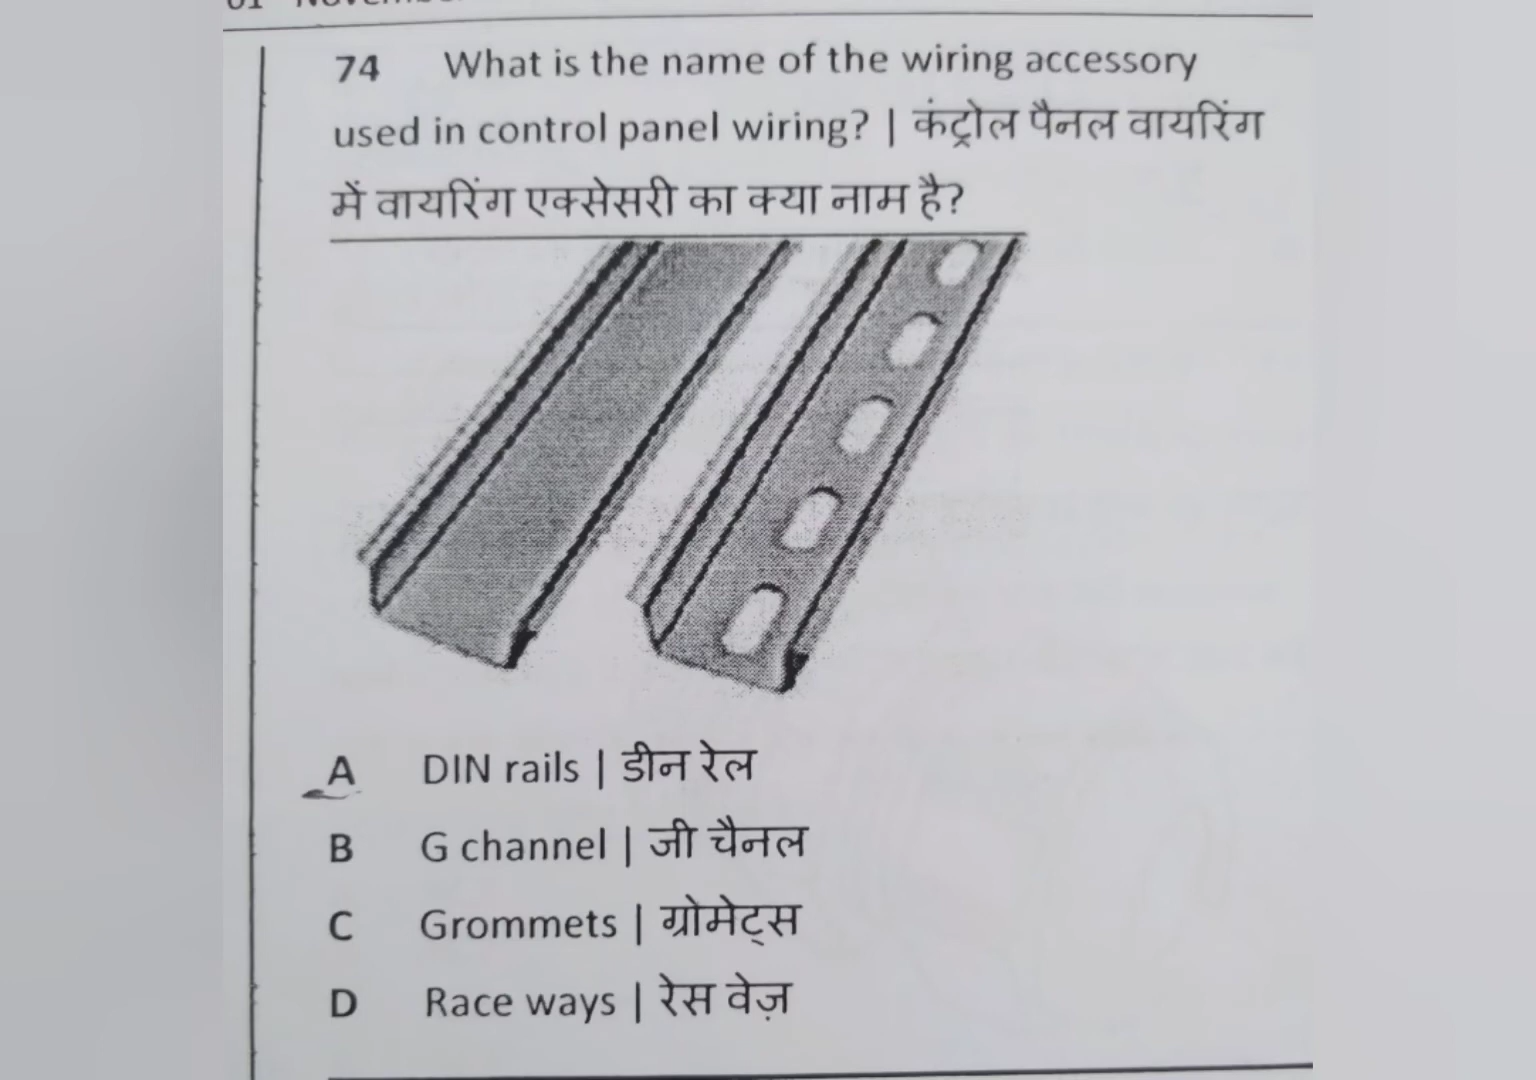 74 What is the name of the wiring accessory
used in control panel wiring? | कंट्रोल पैनल वायरिंग
में वायरिंग एक्सेसरी का क्या नाम है?
A DIN rails | डीन रेल
B G channel | जी चैनल
C Grommets | ग्रोमेट्स
D Race ways | रेस वेज़